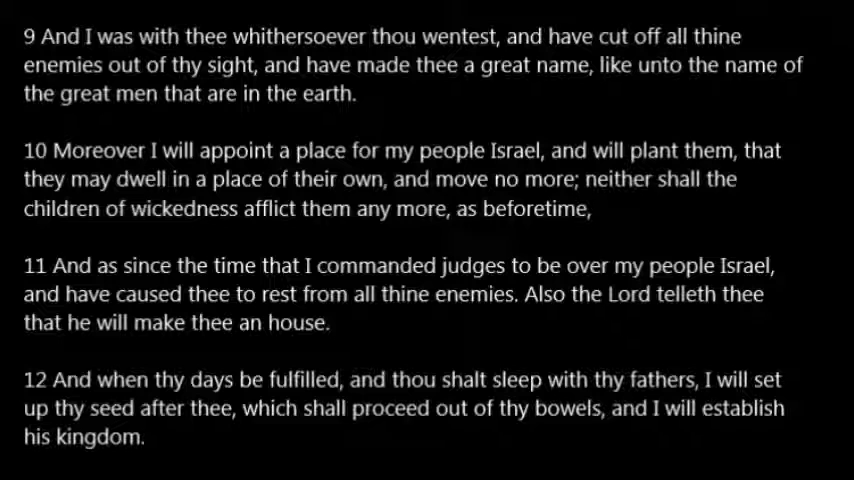 9 And I was with thee whithersoever thou wentest, and have cut off all thine
enemies out of thy sight, and have made thee a great name, like unto the name of
the great men that are in the earth.
10 Moreover I will appoint a place for my people Israel, and will plant them, that
they may dwell in a place of their own, and move no more; neither shall the
children of wickedness afflict them any more, as beforetime,
11 And as since the time that I commanded judges to be over my people Israel,
and have caused thee to rest from all thine enemies. Also the Lord telleth thee
that he will make thee an house.
12 And when thy days be fulfilled, and thou shalt sleep with thy fathers, I will set
up thy seed after thee, which shall proceed out of thy bowels, and I will establish
his kingdom.